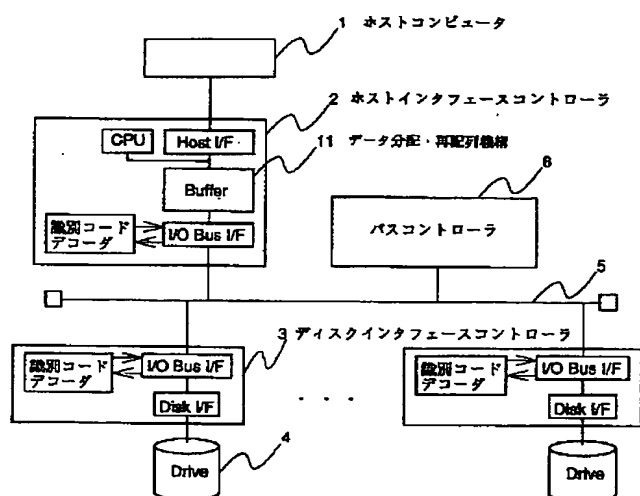 1 ホストコンピュータ
2 ホストインタフェースコントローラ
CPU
Host I/F
11 データ分配・再配列機構
Buffer
6
識別コード
デコーダ
I/O Bus I/F
バスコントローラ
5
3 ディスクインタフェースコントローラ
識別コード
デコーダ
I/O Bus I/F
Disk I/F
. . .
識別コード
デコーダ
I/O Bus I/F
Disk I/F
4
Drive
Drive